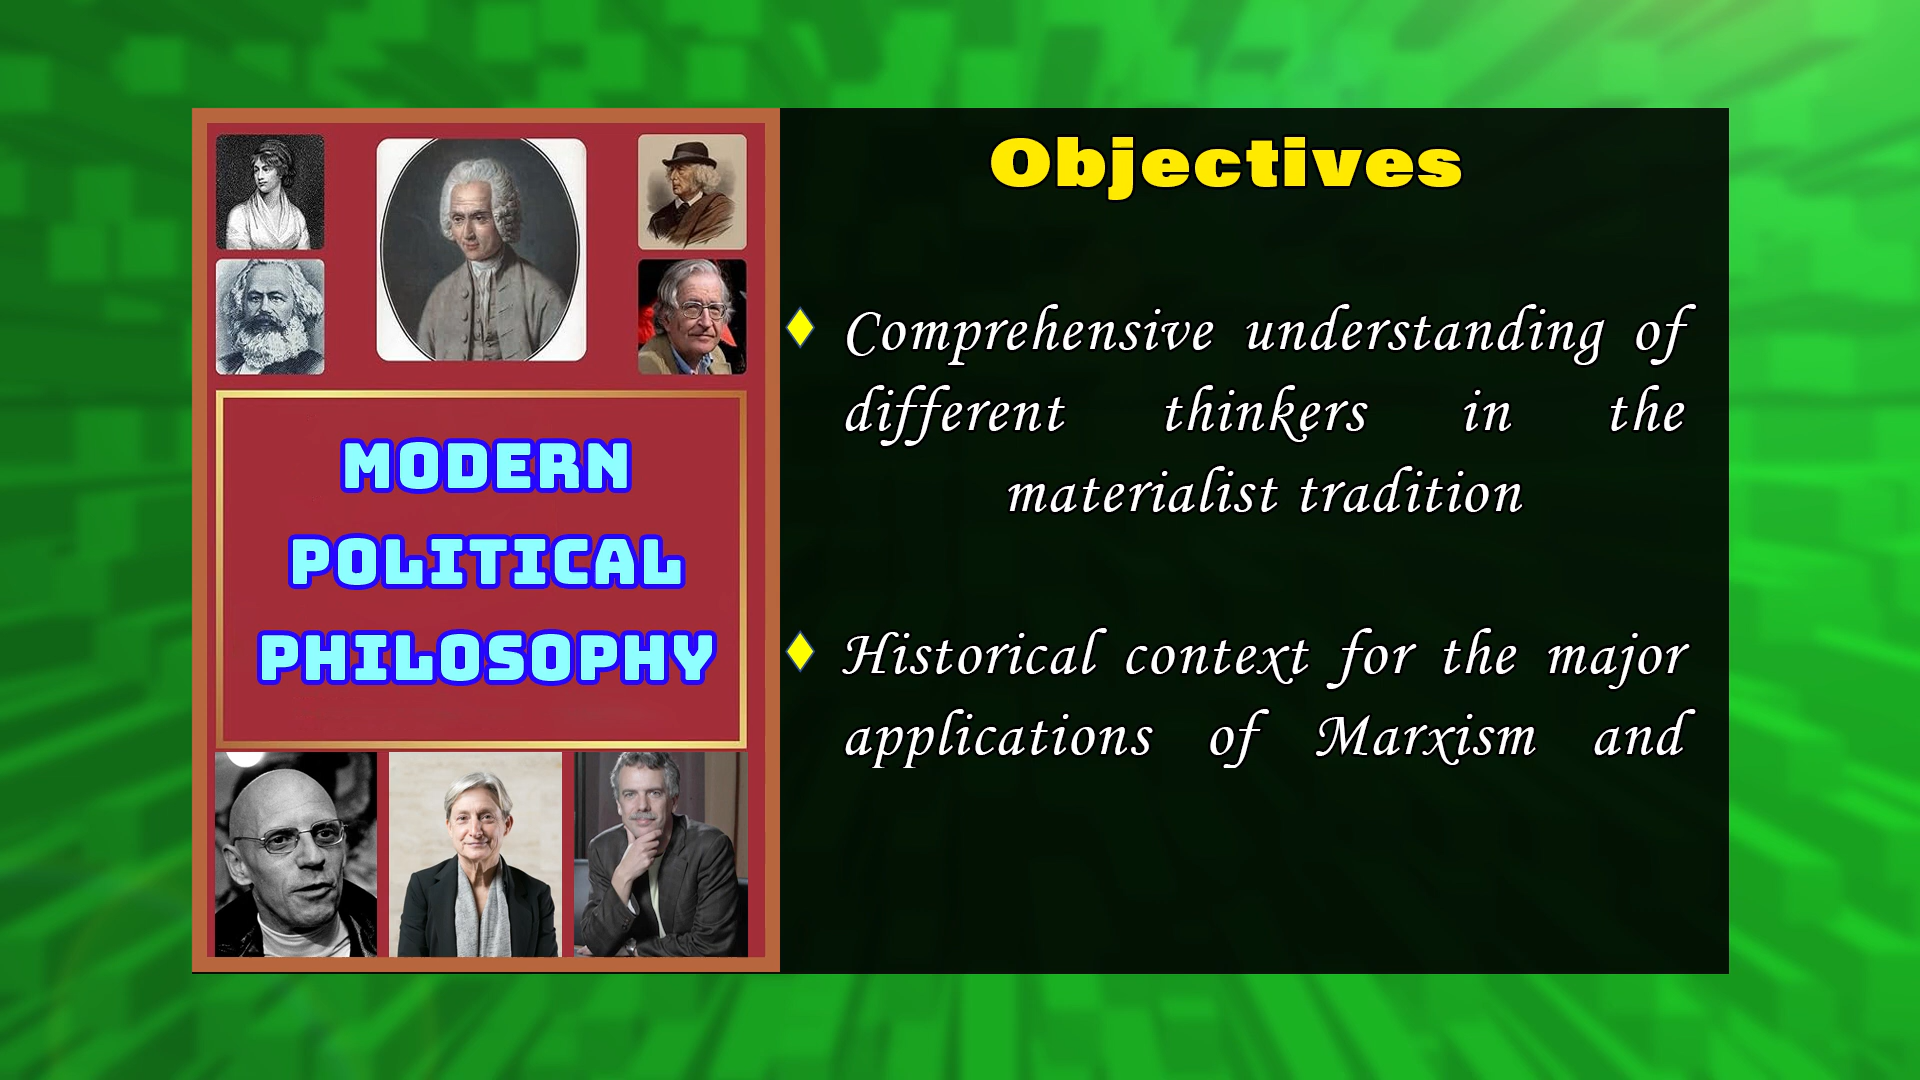 MODERN
POLITICAL
PHILOSOPHY
Objectives
Comprehensive understanding of
different thinkers in the
materialist tradition
Historical context for the major
applications of Marxism and